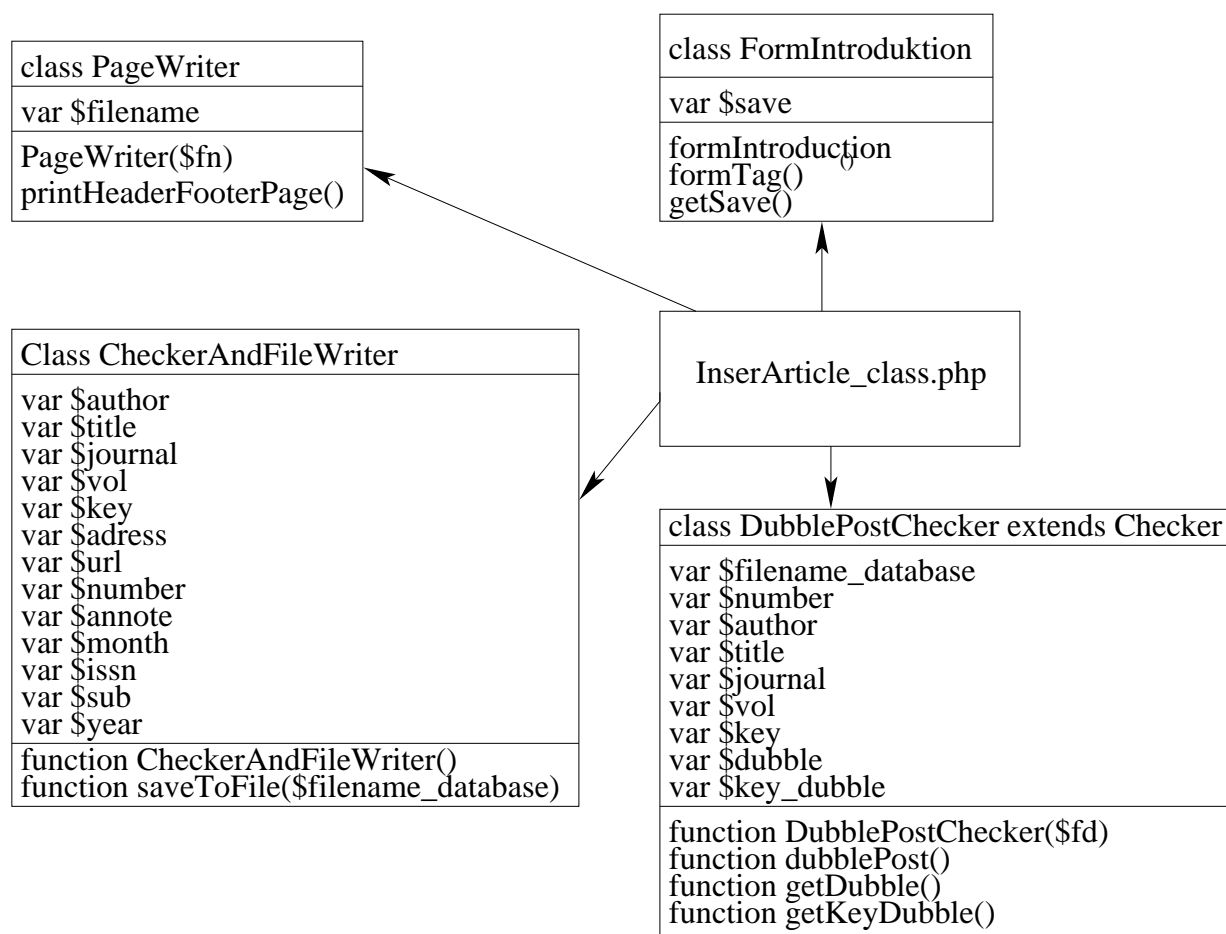 class PageWriter
var $filename
PageWriter($fn)
printHeaderFooterPage()
class FormIntroduktion
var $save
formIntroduction
()
formTag()
getSave()
InserArticle_class.php
Class CheckerAndFileWriter
var $author
var $title
var $journal
var $vol
var $key
var $adress
var $url
var $number
var $annote
var $month
var $issn
var $sub
var $year
function CheckerAndFileWriter()
function saveToFile($filename_database)
class DubblePostChecker extends Checker
var $filename_database
var $number
var $author
var $title
var $journal
var $vol
var $key
var $dubble
var $key_dubble
function DubblePostChecker($fd)
function dubblePost()
function getDubble()
function getKeyDubble()